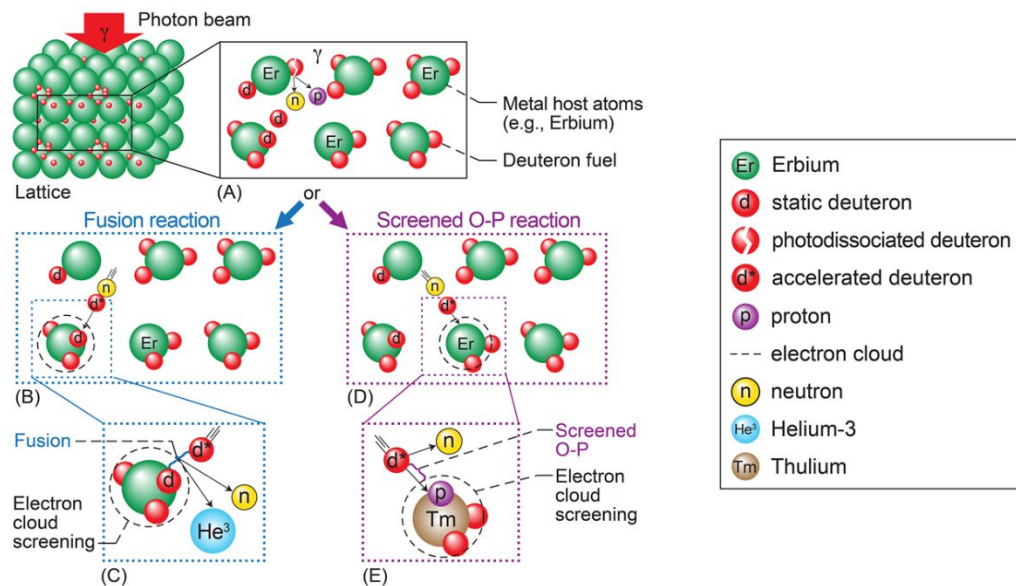 Photon beam
γ
γ
Er
Er
d
n
p
d
d
Er
Metal host atoms
(e.g., Erbium)
Deuteron fuel
Lattice
(A)
or
Fusion reaction
Screened O-P reaction
d
n
d*
d
Er
(B)
d
n
d*
d
Er
(D)
Fusion
d*
d
n
He³
Electron
cloud
screening
(C)
d*
n
p
Tm
Screened
O-P
Electron
cloud
screening
(E)
Er Erbium
d static deuteron
photodissociated deuteron
d* accelerated deuteron
p proton
electron cloud
n neutron
He³ Helium-3
Tm Thulium